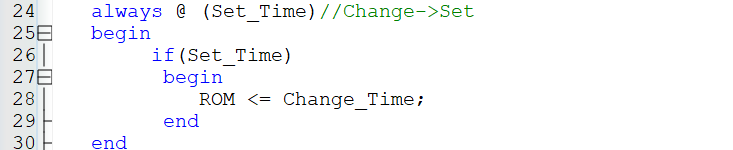 24 always @ (Set_Time)//Change->Set
25 begin
26 if(Set_Time)
27 begin
28 ROM <= Change_Time;
29 end
30 end